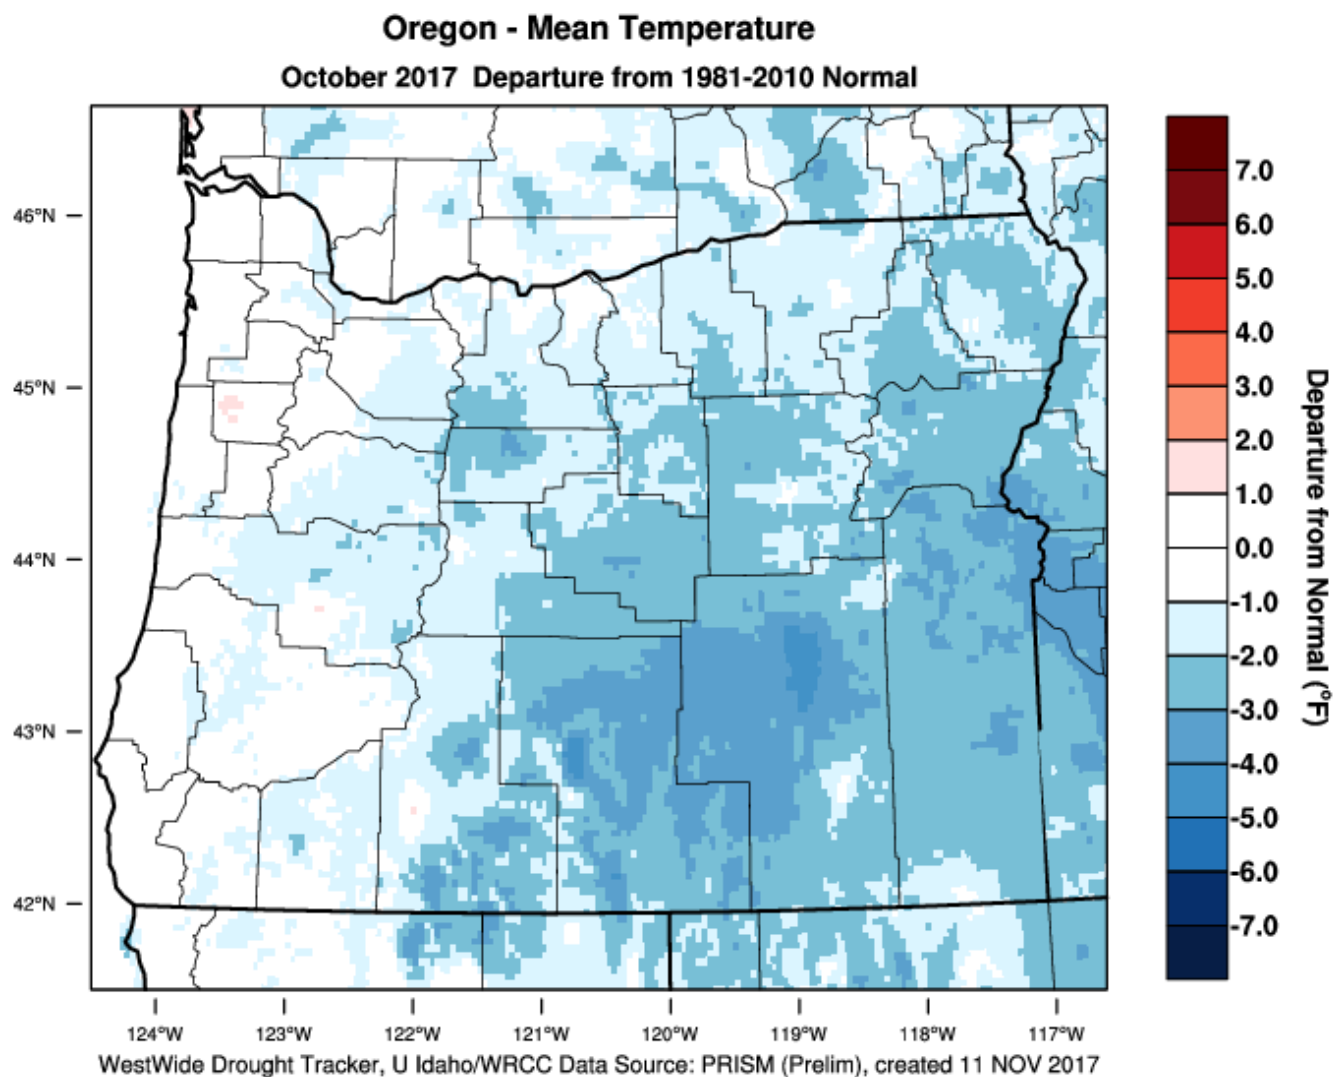 Oregon - Mean Temperature
October 2017 Departure from 1981-2010 Normal
46°N
45°N
44°N
43°N
42°N
124°W 123°W 122°W 121°W 120°W 119°W 118°W 117°W
7.0
6.0
5.0
4.0
3.0
2.0
1.0
0.0
-1.0
-2.0
-3.0
-4.0
-5.0
-6.0
-7.0
Departure from Normal (°F)
WestWide Drought Tracker, U Idaho/WRCC Data Source: PRISM (Prelim), created 11 NOV 2017